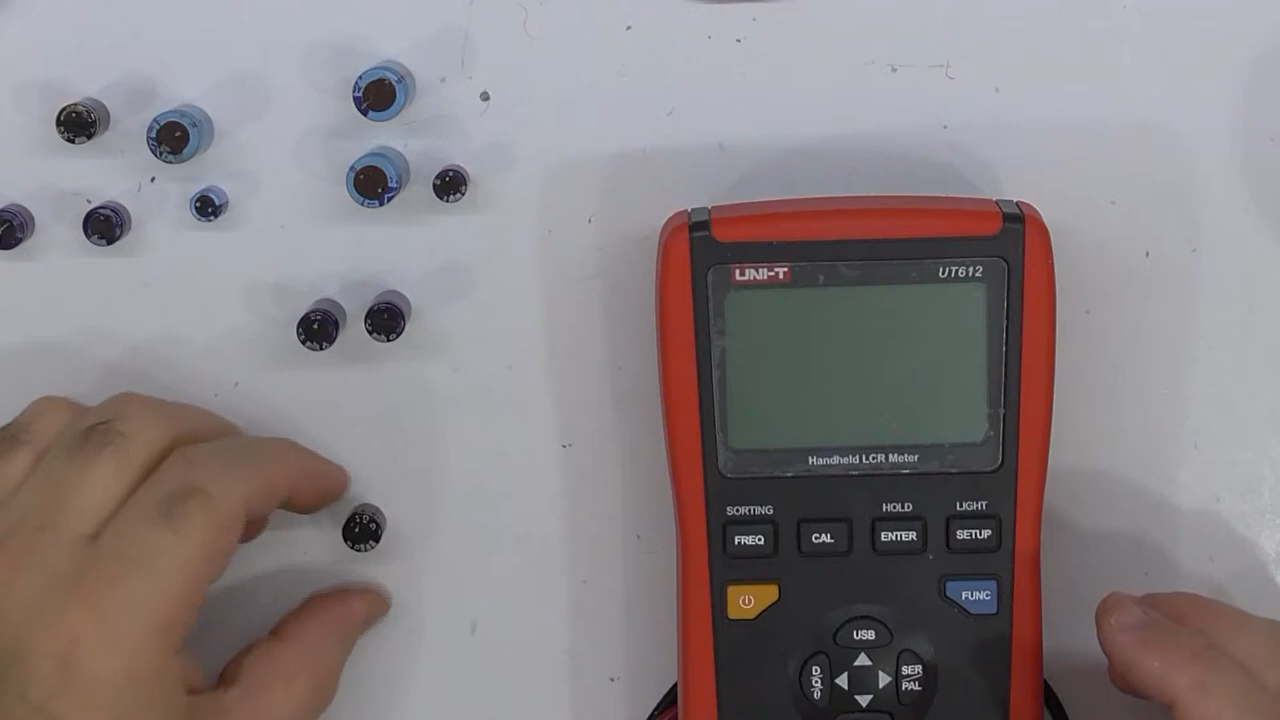 UNI-T UT612
Handheld LCR Meter
SORTING HOLD LIGHT
FREQ CAL ENTER SETUP
FUNC
USB
D/Q/θ SER/PAL